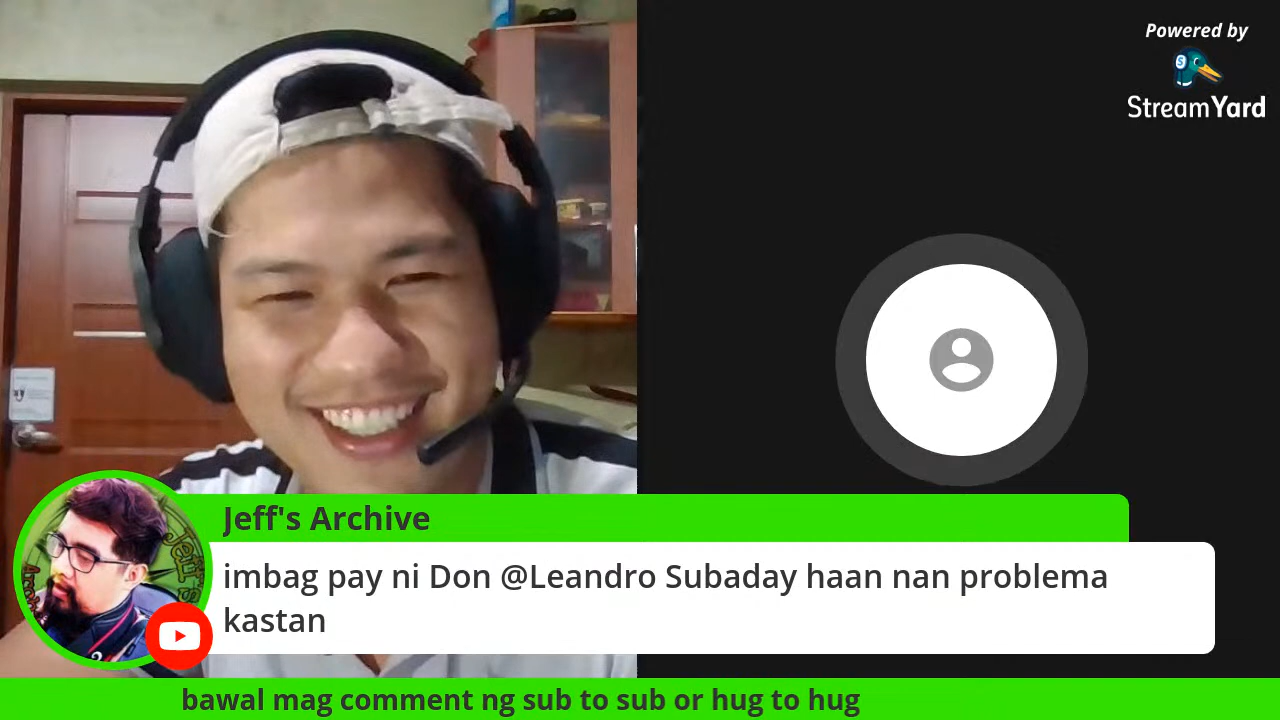 Powered by
StreamYard
Jeff's Archive
imbag pay ni Don @Leandro Subaday haan nan problema
kastan
bawal mag comment ng sub to sub or hug to hug